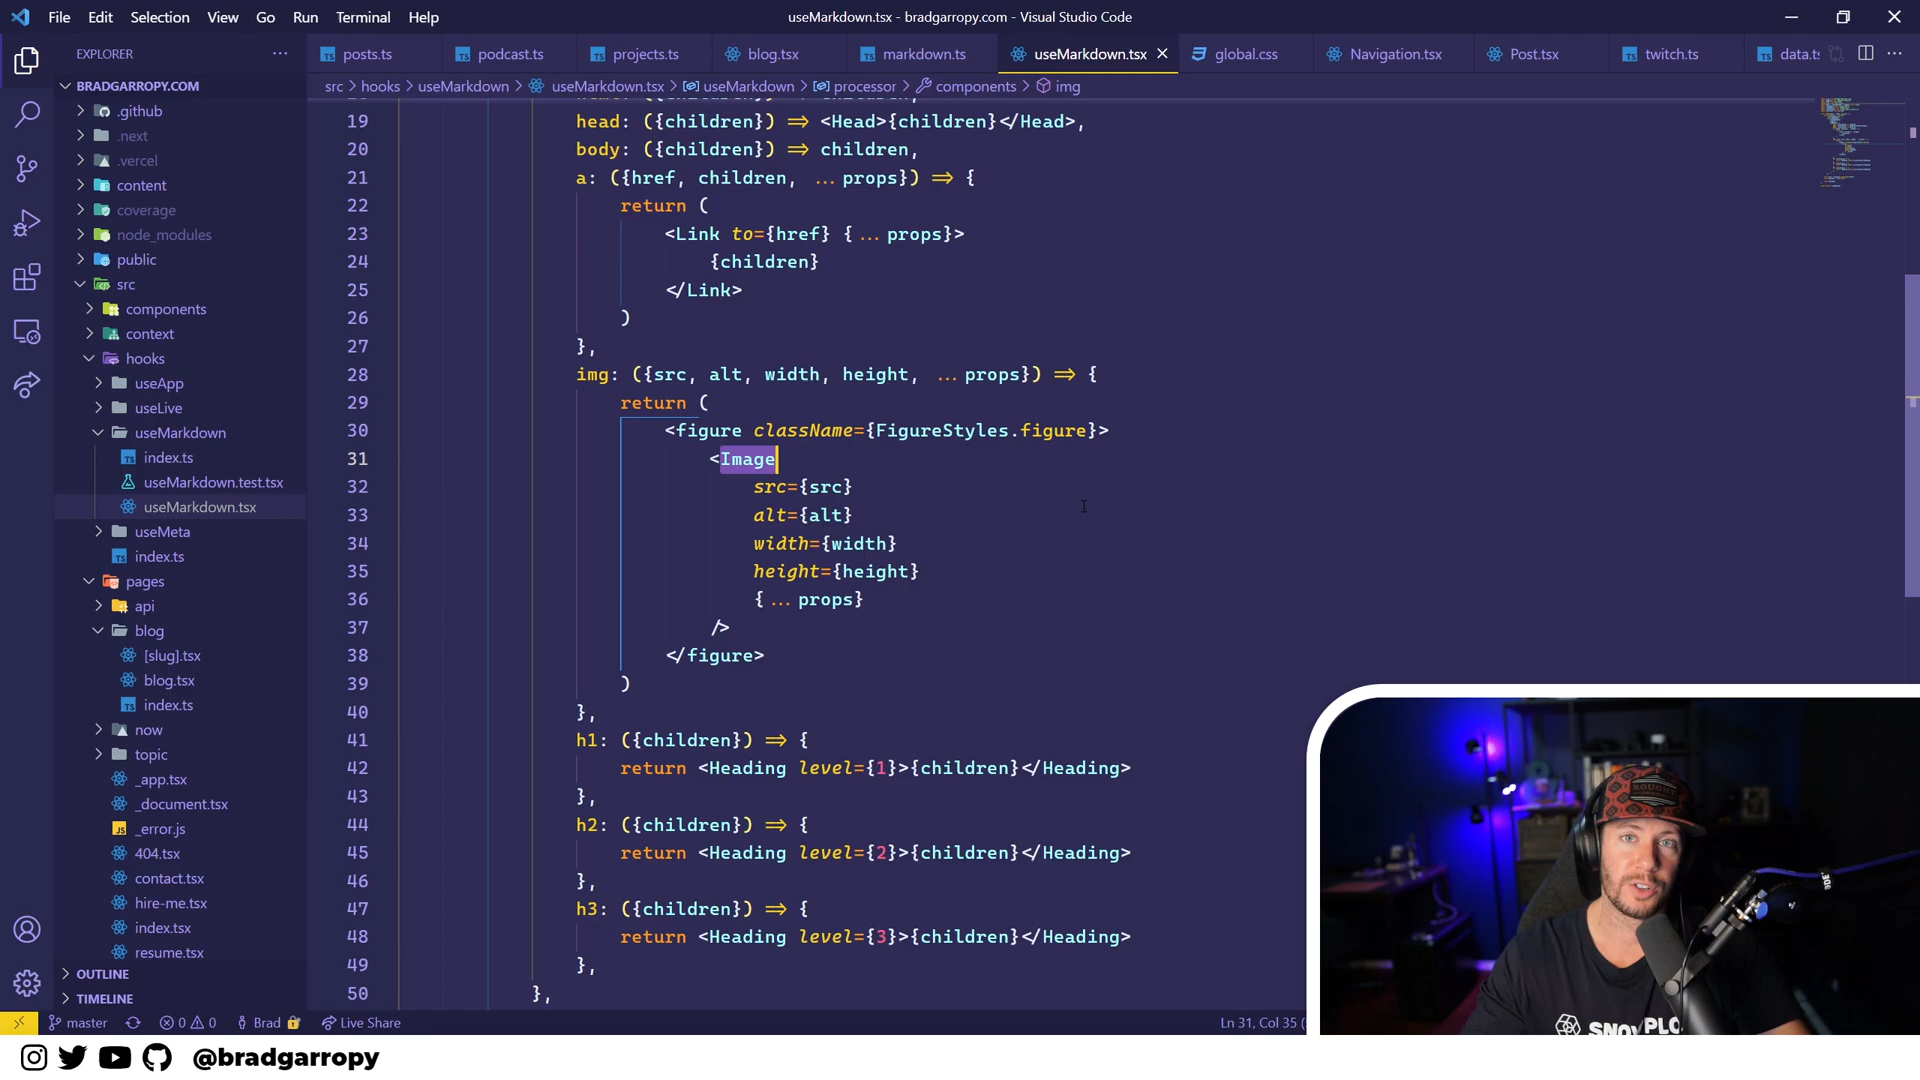 File Edit Selection View Go Run Terminal Help
useMarkdown.tsx - bradgarropy.com - Visual Studio Code
EXPLORER
posts.ts podcast.ts projects.ts blog.tsx markdown.ts useMarkdown.tsx global.css Navigation.tsx Post.tsx twitch.ts data.ts
src > hooks > useMarkdown > useMarkdown.tsx > useMarkdown > processor > components > img
BRADGARROPY.COM
.github
.next
.vercel
content
coverage
node_modules
public
src
components
context
hooks
useApp
useLive
useMarkdown
index.ts
useMarkdown.test.tsx
useMarkdown.tsx
useMeta
index.ts
pages
api
blog
[slug].tsx
blog.tsx
index.ts
now
topic
_app.tsx
_document.tsx
_error.js
404.tsx
contact.tsx
hire-me.tsx
index.tsx
resume.tsx
OUTLINE
TIMELINE
19 head: ({children}) => <Head>{children}</Head>,
20 body: ({children}) => children,
21 a: ({href, children, ...props}) => {
22 return (
23 <Link to={href} {...props}>
24 {children}
25 </Link>
26 )
27 },
28 img: ({src, alt, width, height, ...props}) => {
29 return (
30 <figure className={FigureStyles.figure}>
31 <Image
32 src={src}
33 alt={alt}
34 width={width}
35 height={height}
36 {...props}
37 />
38 </figure>
39 )
40 },
41 h1: ({children}) => {
42 return <Heading level={1}>{children}</Heading>
43 },
44 h2: ({children}) => {
45 return <Heading level={2}>{children}</Heading>
46 },
47 h3: ({children}) => {
48 return <Heading level={3}>{children}</Heading>
49 },
50 },
master 0 0 Brad Live Share
Ln 31, Col 35
@bradgarropy